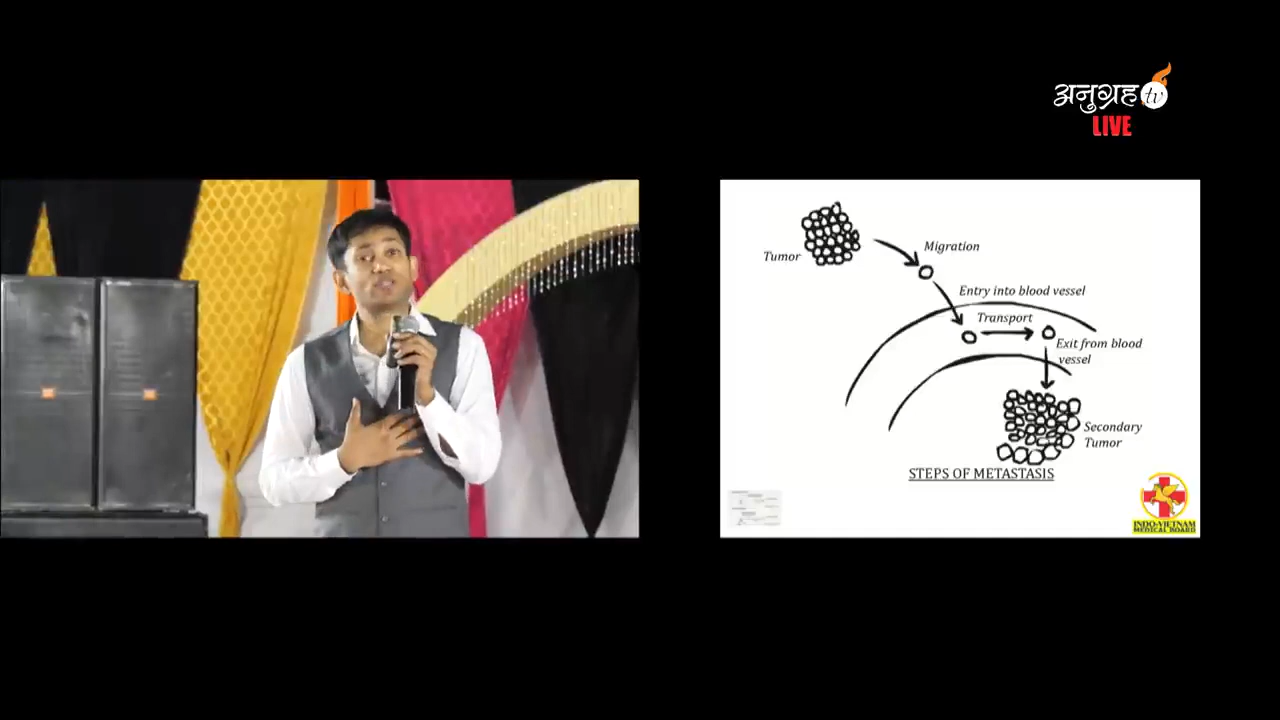 अनुग्रह tv
LIVE
Tumor
Migration
Entry into blood vessel
Transport
Exit from blood
vessel
Secondary
Tumor
STEPS OF METASTASIS
INDO-VIETNAM
MEDICAL BOARD